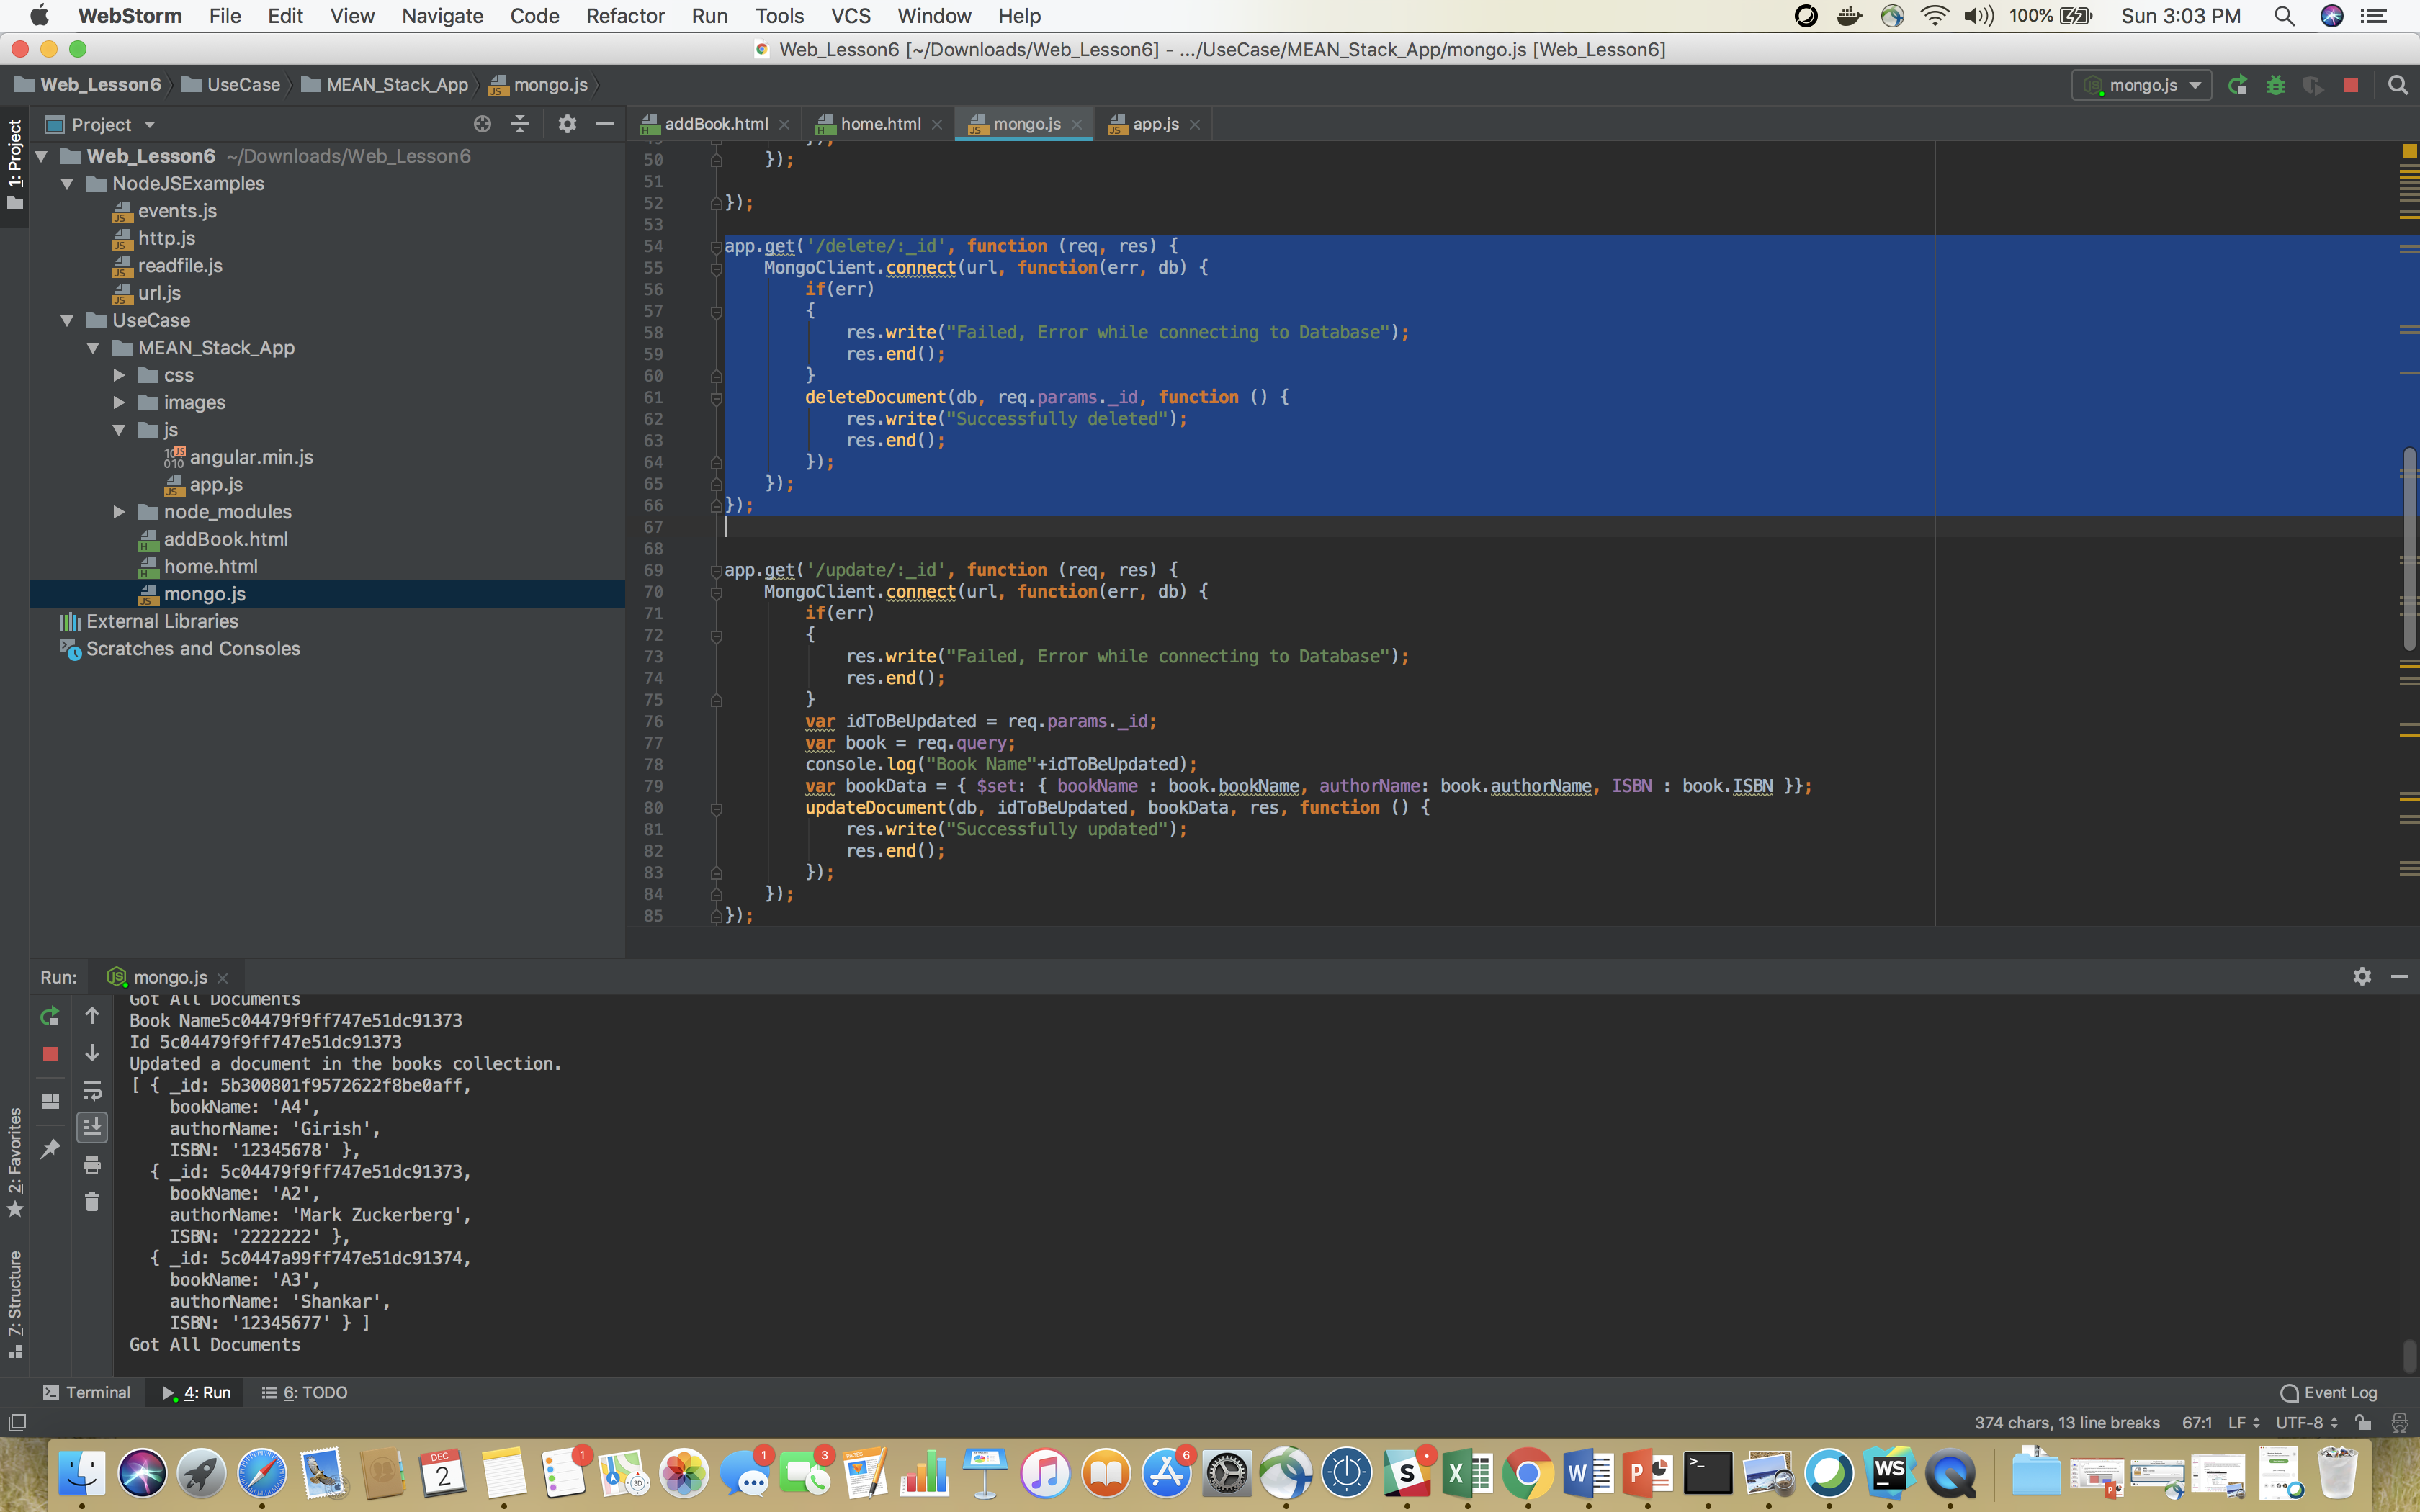 WebStorm File Edit View Navigate Code Refactor Run Tools VCS Window Help 100% Sun 3:03 PM
Web_Lesson6 [~/Downloads/Web_Lesson6] - .../UseCase/MEAN_Stack_App/mongo.js [Web_Lesson6]
Web_Lesson6 UseCase MEAN_Stack_App mongo.js mongo.js
Project
addBook.html home.html mongo.js app.js
1: Project
Web_Lesson6 ~/Downloads/Web_Lesson6
NodeJSExamples
events.js
http.js
readfile.js
url.js
UseCase
MEAN_Stack_App
css
images
js
angular.min.js
app.js
node_modules
addBook.html
home.html
mongo.js
External Libraries
Scratches and Consoles
50 });
51
52 });
53
54 app.get('/delete/:_id', function (req, res) {
55 MongoClient.connect(url, function(err, db) {
56 if(err)
57 {
58 res.write("Failed, Error while connecting to Database");
59 res.end();
60 }
61 deleteDocument(db, req.params._id, function () {
62 res.write("Successfully deleted");
63 res.end();
64 });
65 });
66 });
67
68
69 app.get('/update/:_id', function (req, res) {
70 MongoClient.connect(url, function(err, db) {
71 if(err)
72 {
73 res.write("Failed, Error while connecting to Database");
74 res.end();
75 }
76 var idToBeUpdated = req.params._id;
77 var book = req.query;
78 console.log("Book Name"+idToBeUpdated);
79 var bookData = { $set: { bookName : book.bookName, authorName: book.authorName, ISBN : book.ISBN }};
80 updateDocument(db, idToBeUpdated, bookData, res, function () {
81 res.write("Successfully updated");
82 res.end();
83 });
84 });
85 });
Run: mongo.js
Got All Documents
Book Name5c04479f9ff747e51dc91373
Id 5c04479f9ff747e51dc91373
Updated a document in the books collection.
[ { _id: 5b300801f9572622f8be0aff,
bookName: 'A4',
authorName: 'Girish',
ISBN: '12345678' },
{ _id: 5c04479f9ff747e51dc91373,
bookName: 'A2',
authorName: 'Mark Zuckerberg',
ISBN: '2222222' },
{ _id: 5c0447a99ff747e51dc91374,
bookName: 'A3',
authorName: 'Shankar',
ISBN: '12345677' } ]
Got All Documents
2: Favorites
7: Structure
Terminal 4: Run 6: TODO Event Log
374 chars, 13 line breaks 67:1 LF UTF-8
DEC
2
1
1
3
PAGES
6
S
X
W
P
WS